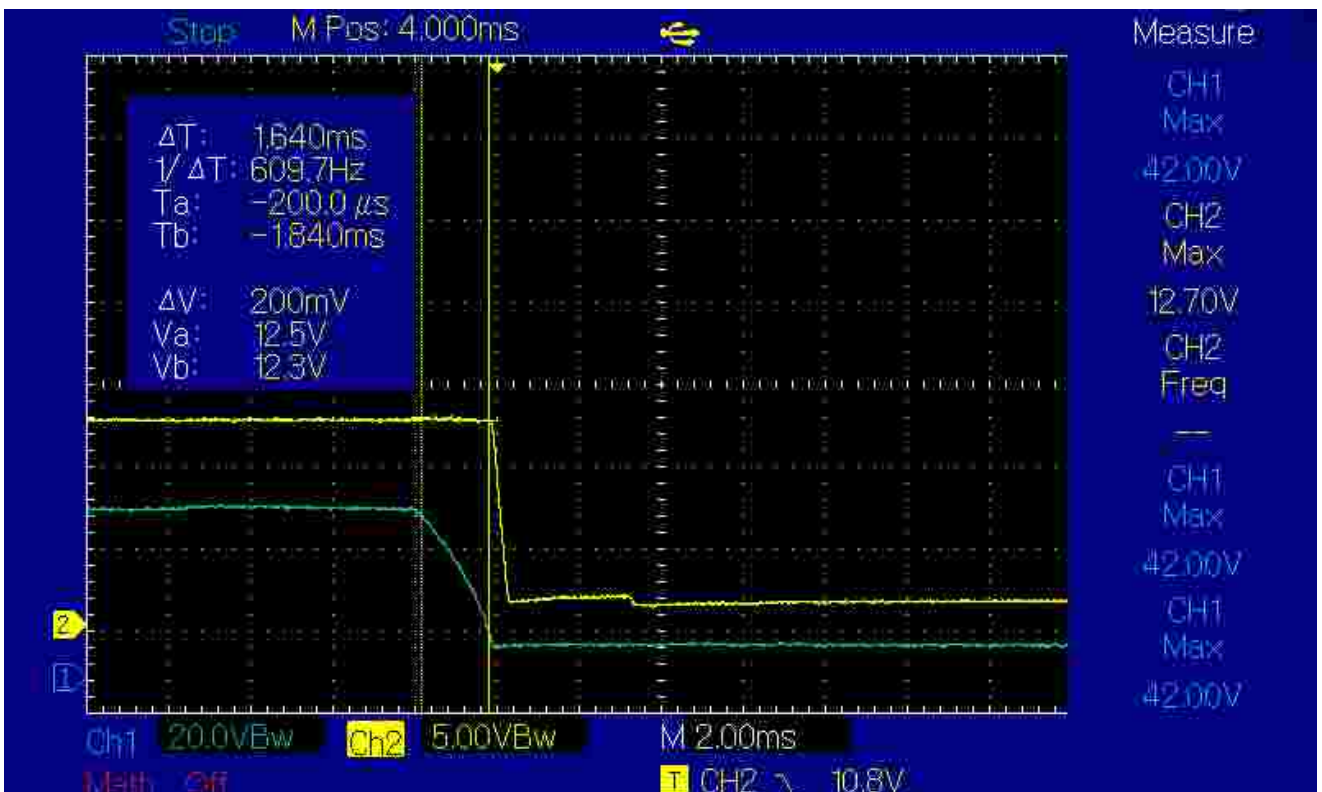 Stop M Pos: 4.000ms
Measure
ΔT: 1.640ms
1/ΔT: 609.7Hz
Ta: -200.0 µs
Tb: -1.840ms
ΔV: 200mV
Va: 12.5V
Vb: 12.3V
CH1
Max
42.00V
CH2
Max
12.70V
CH2
Freq
CH1
Max
42.00V
CH1
Max
42.00V
2
1
Ch1 20.0VBw Ch2 5.00VBw M 2.00ms
Math Off T CH2 10.8V